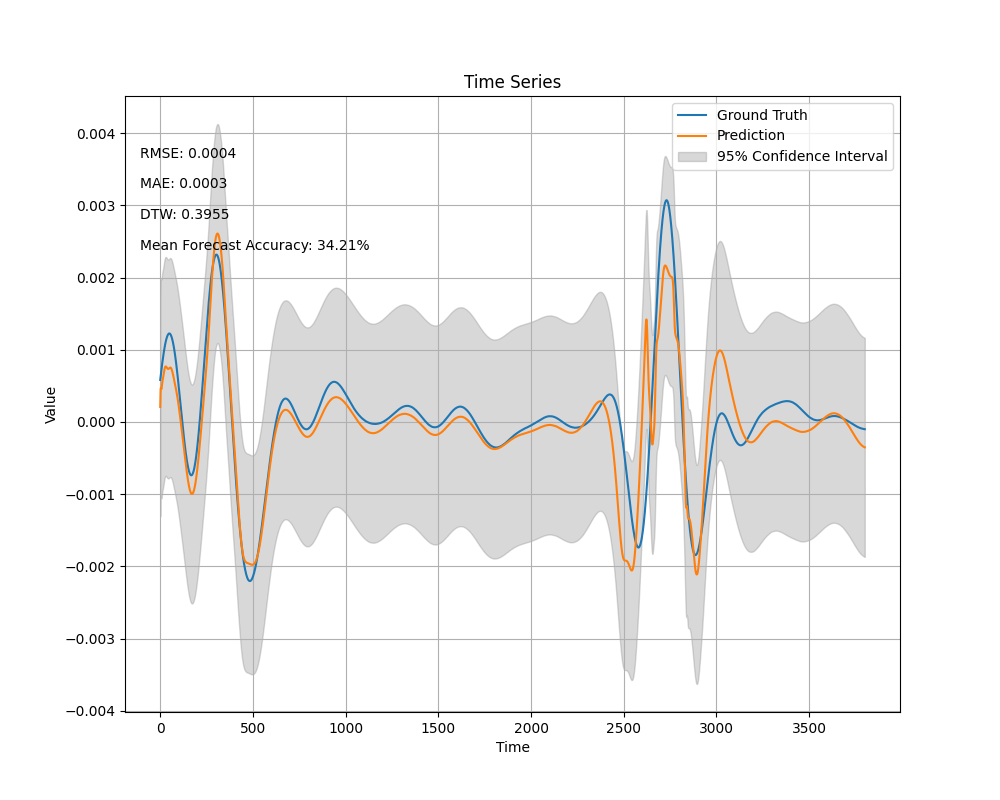 Time Series
Ground Truth
Prediction
95% Confidence Interval
RMSE: 0.0004
MAE: 0.0003
DTW: 0.3955
Mean Forecast Accuracy: 34.21%
Value
0.004
0.003
0.002
0.001
0.000
−0.001
−0.002
−0.003
−0.004
0 500 1000 1500 2000 2500 3000 3500
Time